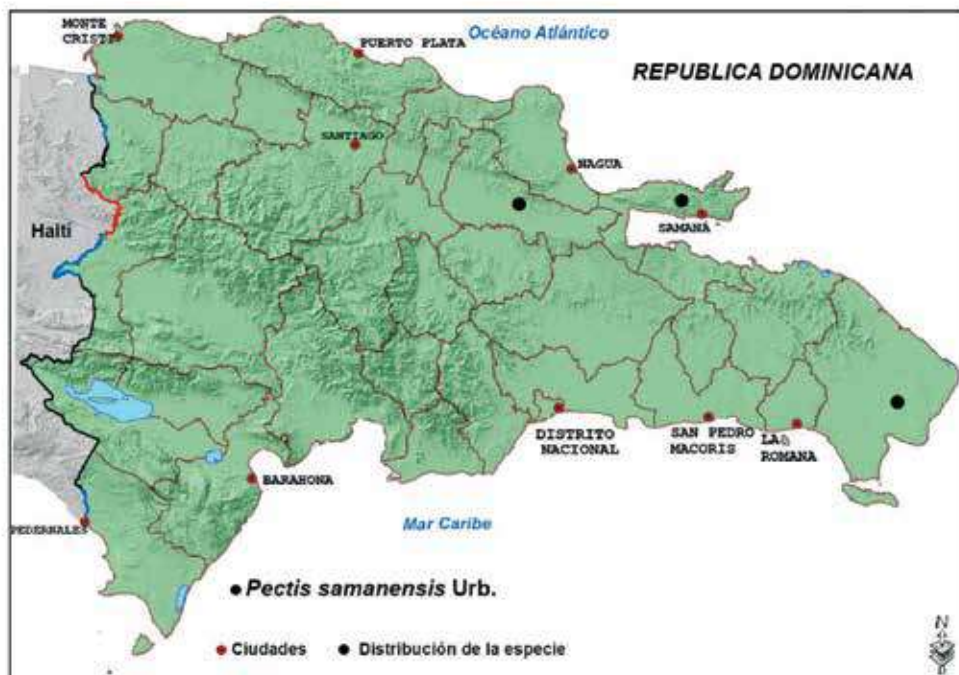 MONTE
CRISTI
PUERTO PLATA
Océano Atlántico
REPUBLICA DOMINICANA
SANTIAGO
NAGUA
Haití
SAMANÁ
DISTRITO
NACIONAL
SAN PEDRO
MACORIS
LA
ROMANA
BARAHONA
PEDERNALES
Mar Caribe
Pectis samanensis Urb.
Ciudades
Distribución de la especie
N